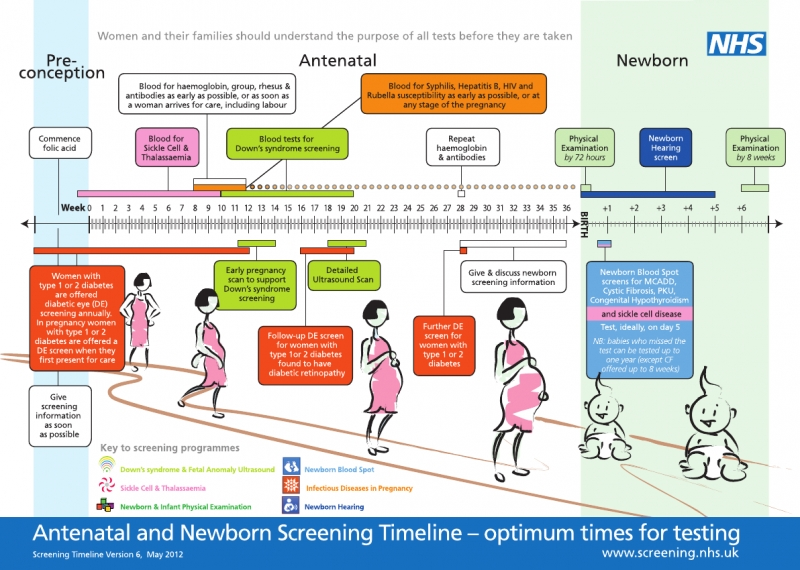 Women and their families should understand the purpose of all tests before they are taken
NHS
Pre-
conception
Antenatal
Newborn
Blood for haemoglobin, group, rhesus &
antibodies as early as possible, or as soon as
a woman arrives for care, including labour
Blood for Syphilis, Hepatitis B, HIV and
Rubella susceptibility as early as possible, or at
any stage of the pregnancy
Commence
folic acid
Blood for
Sickle Cell &
Thalassaemia
Blood tests for
Down's syndrome screening
Repeat
haemoglobin
& antibodies
Physical
Examination
by 72 hours
Newborn
Hearing
screen
Physical
Examination
by 8 weeks
Week 0 1 2 3 4 5 6 7 8 9 10 11 12 13 14 15 16 17 18 19 20 21 22 23 24 25 26 27 28 29 30 31 32 33 34 35 36
BIRTH
+1 +2 +3 +4 +5 +6
Women with
type 1 or 2 diabetes
are offered
diabetic eye (DE)
screening annually.
In pregnancy women
with type 1 or 2
diabetes are offered a
DE screen when they
first present for care
Early pregnancy
scan to support
Down's syndrome
screening
Detailed
Ultrasound Scan
Follow-up DE screen
for women with
type 1or 2 diabetes
found to have
diabetic retinopathy
Further DE
screen for
women with
type 1 or 2
diabetes
Give & discuss newborn
screening information
Newborn Blood Spot
screens for MCADD,
Cystic Fibrosis, PKU,
Congenital Hypothyroidism
and sickle cell disease
Test, ideally, on day 5
NB: babies who missed the
test can be tested up to
one year (except CF
offered up to 8 weeks)
Give
screening
information
as soon
as possible
Key to screening programmes
Down's syndrome & Fetal Anomaly Ultrasound
Sickle Cell & Thalassaemia
Newborn & Infant Physical Examination
Newborn Blood Spot
Infectious Diseases in Pregnancy
Newborn Hearing
Antenatal and Newborn Screening Timeline – optimum times for testing
Screening Timeline Version 6, May 2012
www.screening.nhs.uk